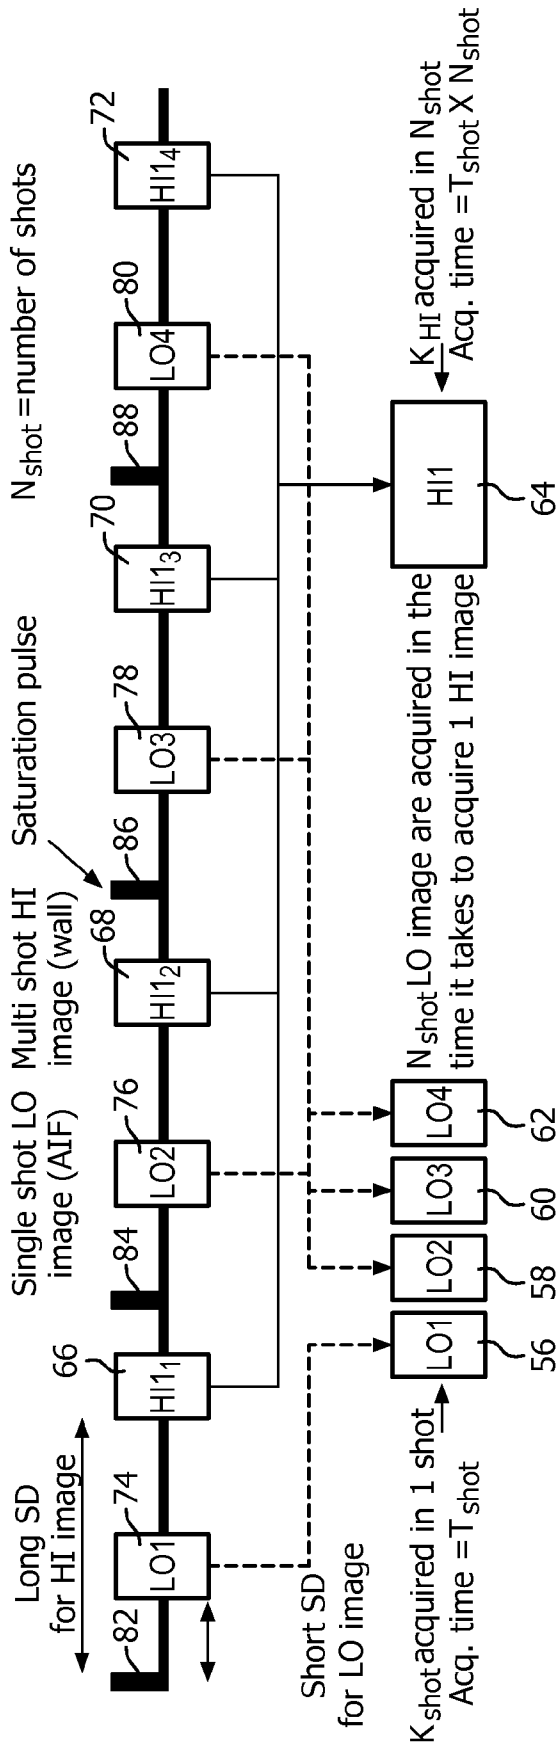 N_shot = number of shots
Saturation pulse
Single shot LO
image (AIF)
Multi shot HI
image (wall)
Long SD
for HI image
82
74
66
84
76
68
86
78
70
88
80
72
LO1
HI1₁
LO2
HI1₂
LO3
HI1₃
LO4
HI1₄
Short SD
for LO image
K_shot acquired in 1 shot
Acq. time = T_shot
LO1
LO2
LO3
LO4
56
58
60
62
N_shot LO image are acquired in the
time it takes to acquire 1 HI image
HI1
64
K_HI acquired in N_shot
Acq. time = T_shot X N_shot